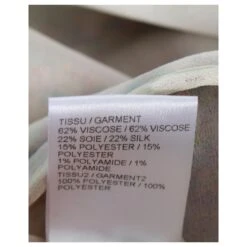 TISSU / GARMENT
62% VISCOSE / 62% VISCOSE
22% SOIE / 22% SILK
15% POLYESTER / 15%
POLYESTER
1% POLYAMIDE / 1%
POLYAMIDE
TISSU2 / GARMENT2
100% POLYESTER / 100%
POLYESTER